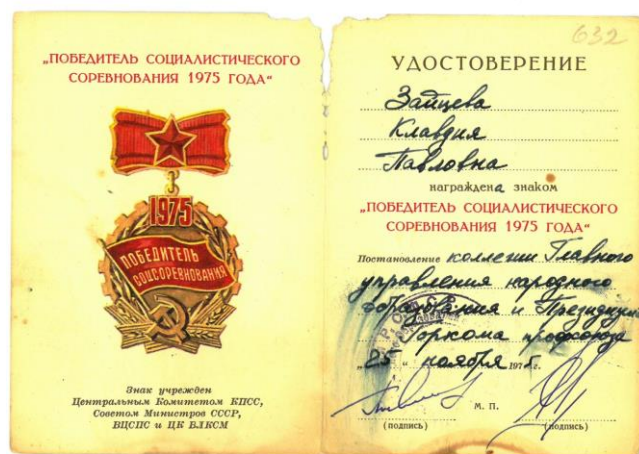 „ПОБЕДИТЕЛЬ СОЦИАЛИСТИЧЕСКОГО
СОРЕВНОВАНИЯ 1975 ГОДА“
1975
ПОБЕДИТЕЛЬ
СОЦСОРЕВНОВАНИЯ
Знак учрежден
Центральным Комитетом КПСС,
Советом Министров СССР,
ВЦСПС и ЦК ВЛКСМ
632
УДОСТОВЕРЕНИЕ
Зайцева
Клавдия
Павловна
награждена знаком
„ПОБЕДИТЕЛЬ СОЦИАЛИСТИЧЕСКОГО
СОРЕВНОВАНИЯ 1975 ГОДА“
Постановление коллегии Главного
управления народного
образования и Президиума
Горкома профсоюза
„25“ ноября 1975г.
М. П.
(подпись) (подпись)